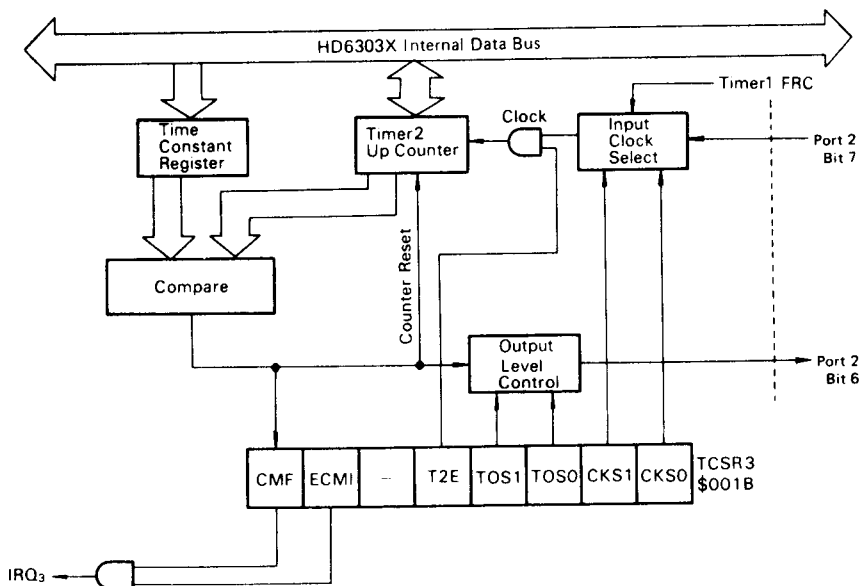 HD6303X Internal Data Bus
Timer1 FRC
Time
Constant
Register
Timer2
Up Counter
Clock
Input
Clock
Select
Port 2
Bit 7
Compare
Counter Reset
Output
Level
Control
Port 2
Bit 6
CMF
ECMI
–
T2E
TOS1
TOS0
CKS1
CKS0
TCSR3
$001B
IRQ₃